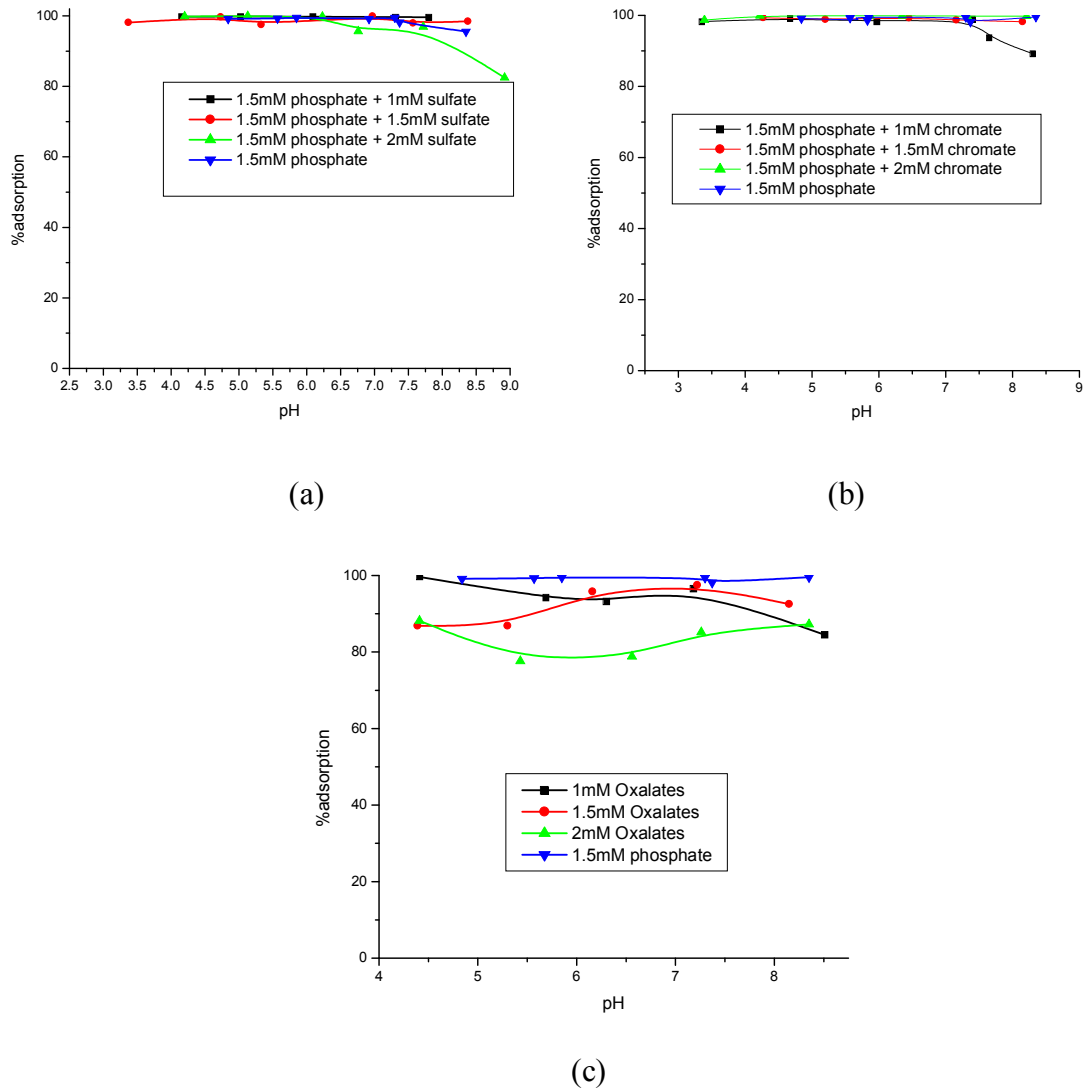 100
80
60
40
20
0
%adsorption
1.5mM phosphate + 1mM sulfate
1.5mM phosphate + 1.5mM sulfate
1.5mM phosphate + 2mM sulfate
1.5mM phosphate
2.5 3.0 3.5 4.0 4.5 5.0 5.5 6.0 6.5 7.0 7.5 8.0 8.5 9.0
pH
(a)
100
80
60
40
20
0
%adsorption
1.5mM phosphate + 1mM chromate
1.5mM phosphate + 1.5mM chromate
1.5mM phosphate + 2mM chromate
1.5mM phosphate
3 4 5 6 7 8 9
pH
(b)
100
80
60
40
20
0
%adsorption
1mM Oxalates
1.5mM Oxalates
2mM Oxalates
1.5mM phosphate
4 5 6 7 8
pH
(c)